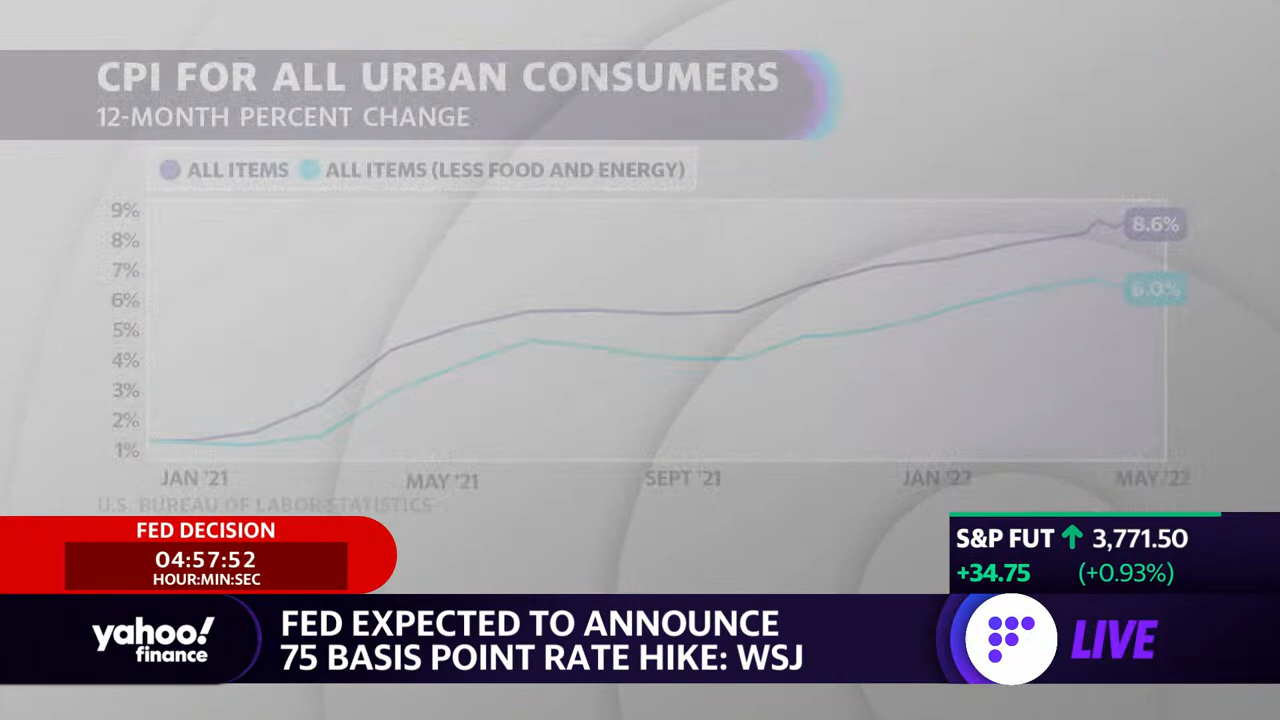 CPI FOR ALL URBAN CONSUMERS
12-MONTH PERCENT CHANGE
ALL ITEMS ALL ITEMS (LESS FOOD AND ENERGY)
9%
8%
7%
6%
5%
4%
3%
2%
1%
8.6%
6.0%
JAN '21 MAY '21 SEPT '21 JAN '22 MAY '22
U.S. BUREAU OF LABOR STATISTICS
FED DECISION
04:57:52
HOUR:MIN:SEC
S&P FUT 3,771.50
+34.75 (+0.93%)
yahoo!
finance
FED EXPECTED TO ANNOUNCE
75 BASIS POINT RATE HIKE: WSJ
LIVE